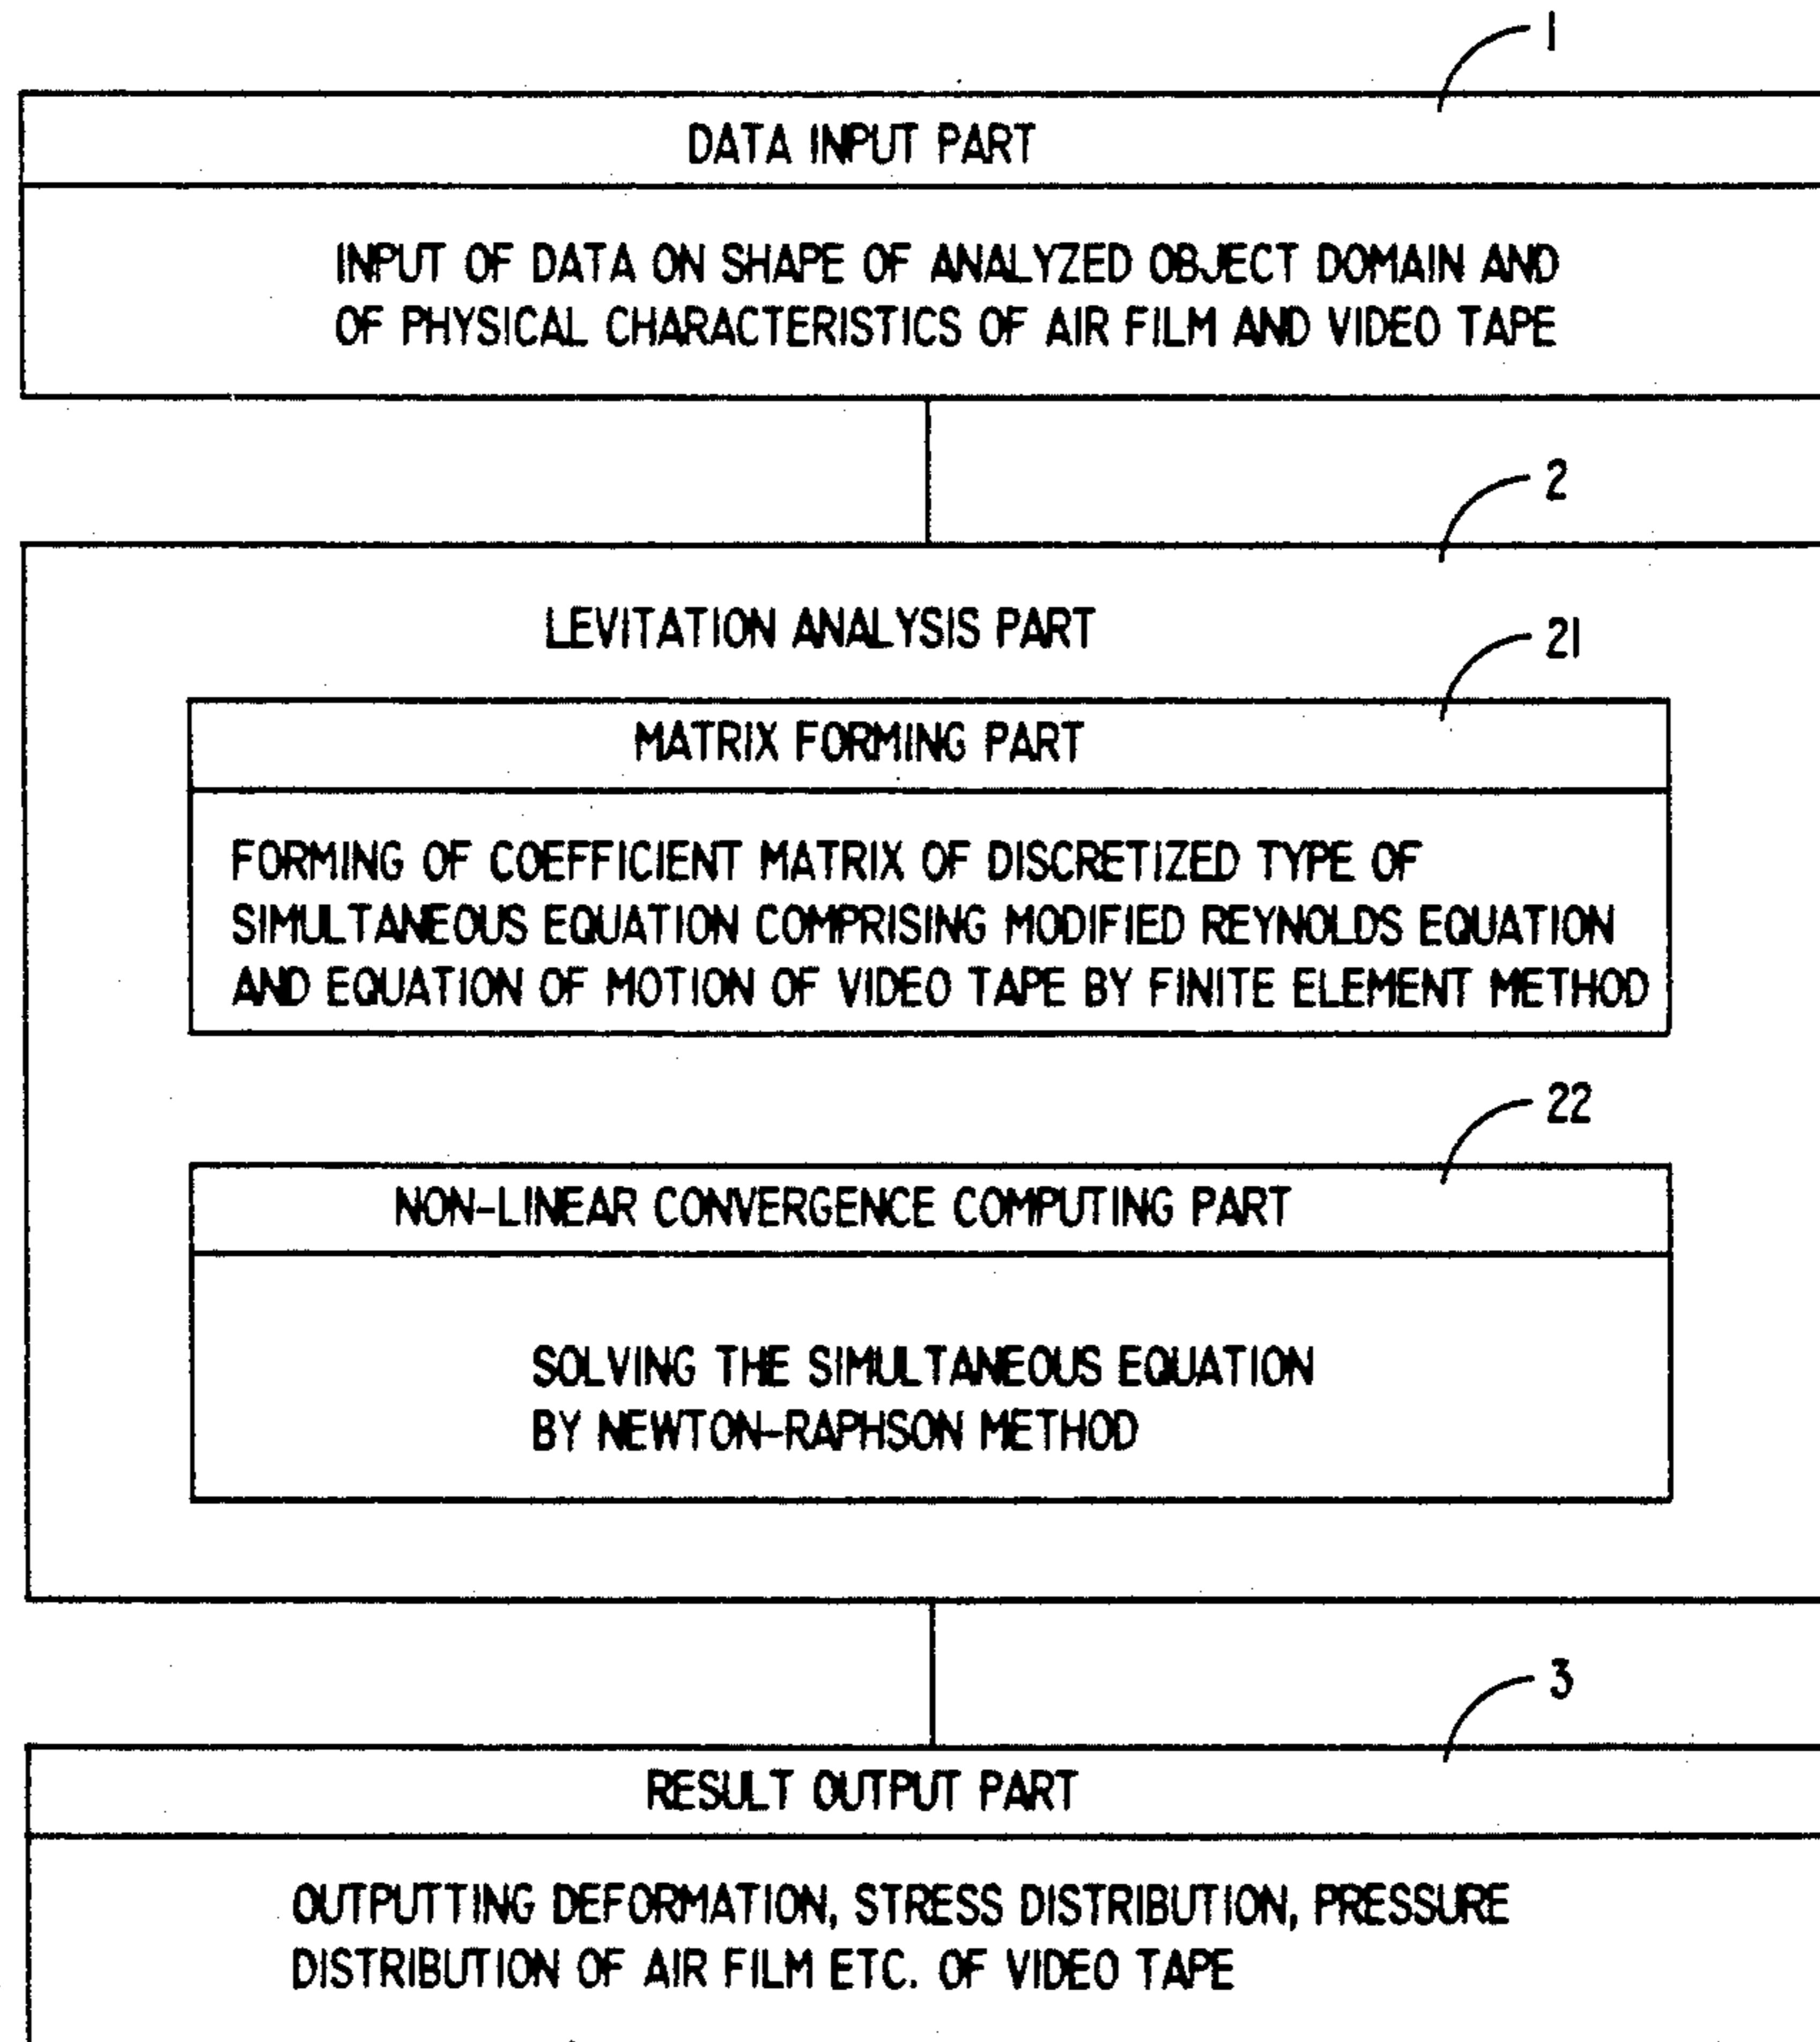 1
DATA INPUT PART
INPUT OF DATA ON SHAPE OF ANALYZED OBJECT DOMAIN AND
OF PHYSICAL CHARACTERISTICS OF AIR FILM AND VIDEO TAPE
2
LEVITATION ANALYSIS PART
21
MATRIX FORMING PART
FORMING OF COEFFICIENT MATRIX OF DISCRETIZED TYPE OF
SIMULTANEOUS EQUATION COMPRISING MODIFIED REYNOLDS EQUATION
AND EQUATION OF MOTION OF VIDEO TAPE BY FINITE ELEMENT METHOD
22
NON-LINEAR CONVERGENCE COMPUTING PART
SOLVING THE SIMULTANEOUS EQUATION
BY NEWTON-RAPHSON METHOD
3
RESULT OUTPUT PART
OUTPUTTING DEFORMATION, STRESS DISTRIBUTION, PRESSURE
DISTRIBUTION OF AIR FILM ETC. OF VIDEO TAPE